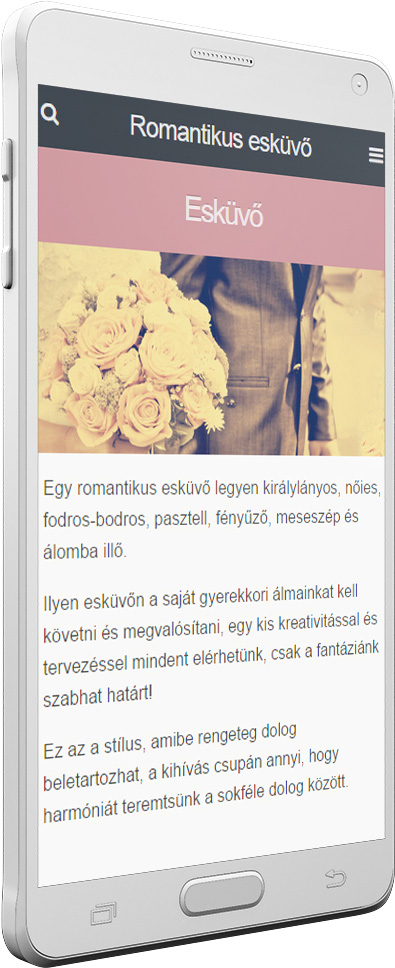 Romantikus esküvő
Esküvő
Egy romantikus esküvő legyen királylányos, nőies,
fodros-bodros, pasztell, fényűző, meseszép és
álomba illő.
Ilyen esküvőn a saját gyerekkori álmainkat kell
követni és megvalósítani, egy kis kreativitással és
tervezéssel mindent elérhetünk, csak a fantáziánk
szabhat határt!
Ez az a stílus, amibe rengeteg dolog
beletartozhat, a kihívás csupán annyi, hogy
harmóniát teremtsünk a sokféle dolog között.